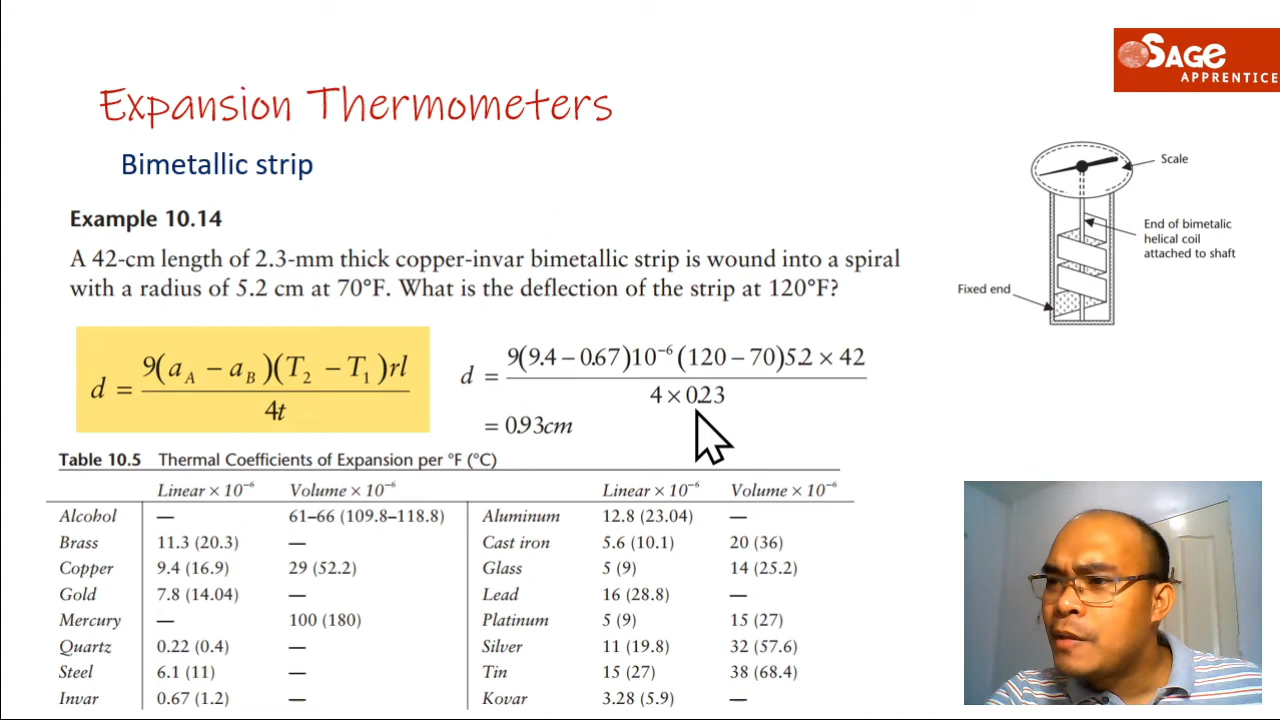 SAGE
APPRENTICE
Expansion Thermometers
Bimetallic strip
Example 10.14
A 42-cm length of 2.3-mm thick copper-invar bimetallic strip is wound into a spiral
with a radius of 5.2 cm at 70°F. What is the deflection of the strip at 120°F?
d = 9(a_A − a_B)(T₂ − T₁)rl / 4t
d = 9(9.4 − 0.67)10⁻⁶(120 − 70)52 × 42 / 4 × 023
= 093cm
Scale
End of bimetalic
helical coil
attached to shaft
Fixed end
Table 10.5 Thermal Coefficients of Expansion per °F (°C)
Linear × 10⁻⁶ Volume × 10⁻⁶ Linear × 10⁻⁶ Volume × 10⁻⁶
Alcohol — 61–66 (109.8–118.8) Aluminum 12.8 (23.04) —
Brass 11.3 (20.3) — Cast iron 5.6 (10.1) 20 (36)
Copper 9.4 (16.9) 29 (52.2) Glass 5 (9) 14 (25.2)
Gold 7.8 (14.04) — Lead 16 (28.8) —
Mercury — 100 (180) Platinum 5 (9) 15 (27)
Quartz 0.22 (0.4) — Silver 11 (19.8) 32 (57.6)
Steel 6.1 (11) — Tin 15 (27) 38 (68.4)
Invar 0.67 (1.2) — Kovar 3.28 (5.9) —